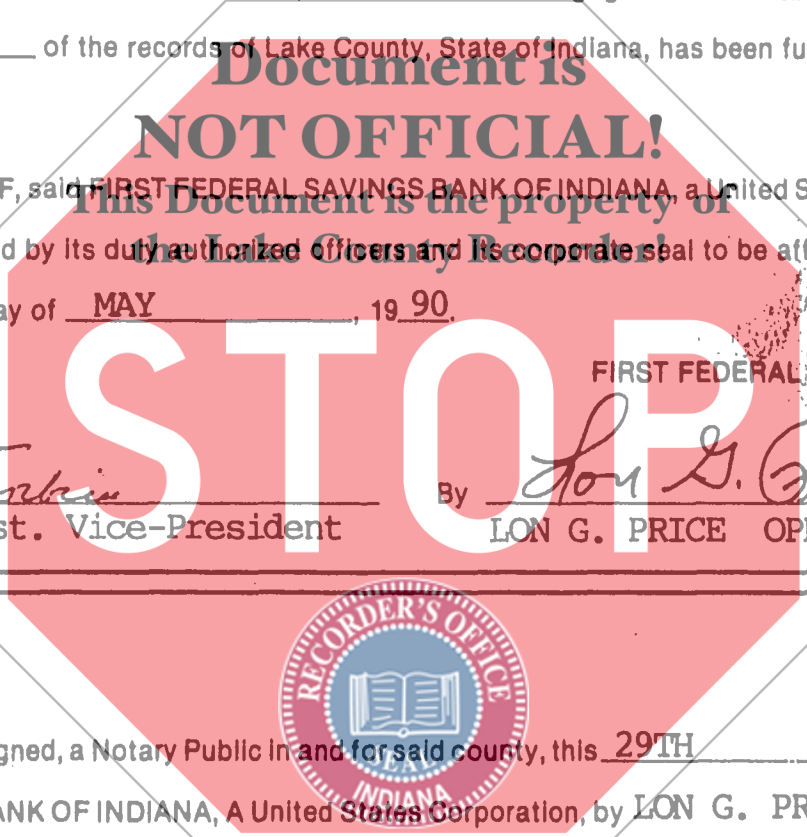 of the records of Lake County, State of Indiana, has been fu
Document is
NOT OFFICIAL!
F, said FIRST FEDERAL SAVINGS BANK OF INDIANA, a United S
This Document is the property of
d by its duly authorized officers and its corporate seal to be aff
the Lake County Recorder!
ay of MAY, 19 90.
STOP
FIRST FEDERAL
By Lon G. P
st. Vice-President LON G. PRICE OP
RECORDER'S OFFICE
SEAL
INDIANA
gned, a Notary Public in and for said county, this 29TH
ANK OF INDIANA, A United States Corporation, by LON G. PR